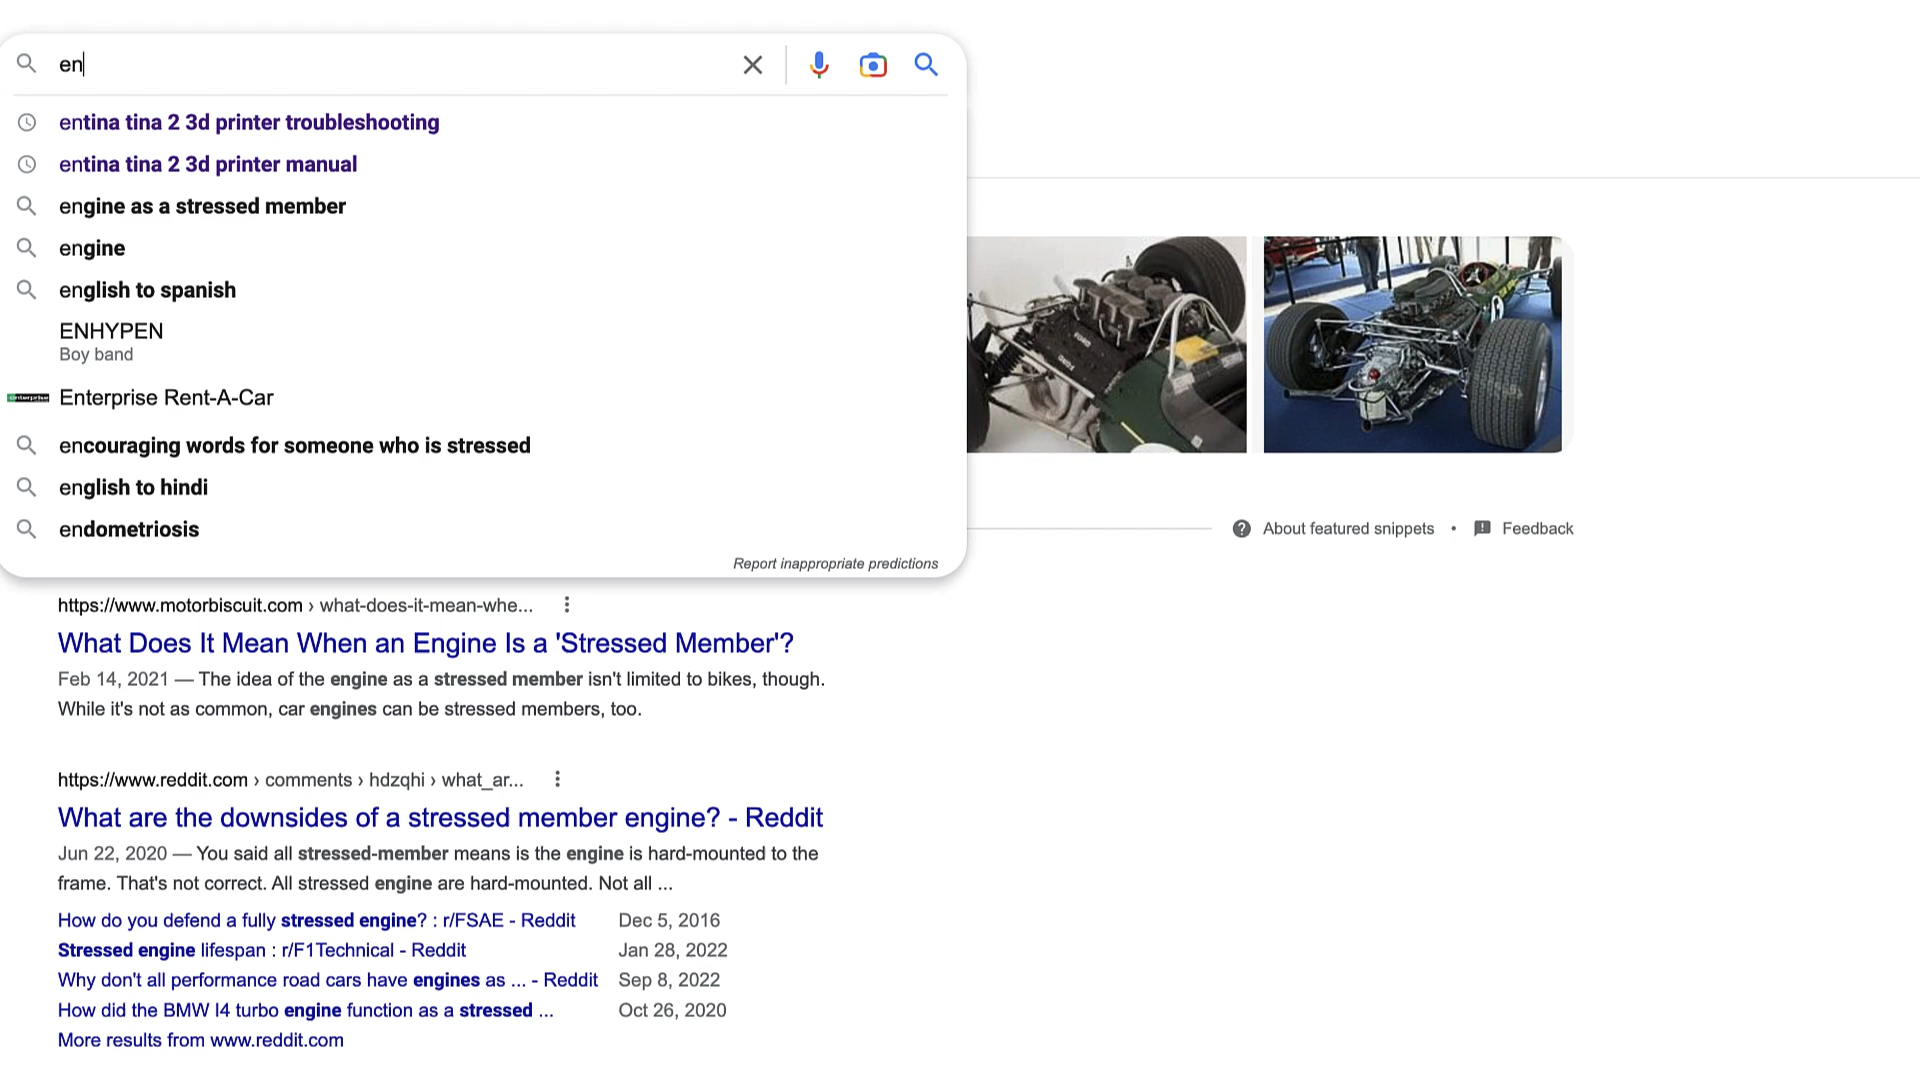 en
entina tina 2 3d printer troubleshooting
entina tina 2 3d printer manual
engine as a stressed member
engine
english to spanish
ENHYPEN
Boy band
enterprise
Enterprise Rent-A-Car
encouraging words for someone who is stressed
english to hindi
endometriosis
Report inappropriate predictions
FORD
About featured snippets • Feedback
https://www.motorbiscuit.com › what-does-it-mean-whe...
What Does It Mean When an Engine Is a 'Stressed Member'?
Feb 14, 2021 — The idea of the engine as a stressed member isn't limited to bikes, though.
While it's not as common, car engines can be stressed members, too.
https://www.reddit.com › comments › hdzqhi › what_ar...
What are the downsides of a stressed member engine? - Reddit
Jun 22, 2020 — You said all stressed-member means is the engine is hard-mounted to the
frame. That's not correct. All stressed engine are hard-mounted. Not all ...
How do you defend a fully stressed engine? : r/FSAE - Reddit Dec 5, 2016
Stressed engine lifespan : r/F1Technical - Reddit Jan 28, 2022
Why don't all performance road cars have engines as ... - Reddit Sep 8, 2022
How did the BMW I4 turbo engine function as a stressed ... Oct 26, 2020
More results from www.reddit.com